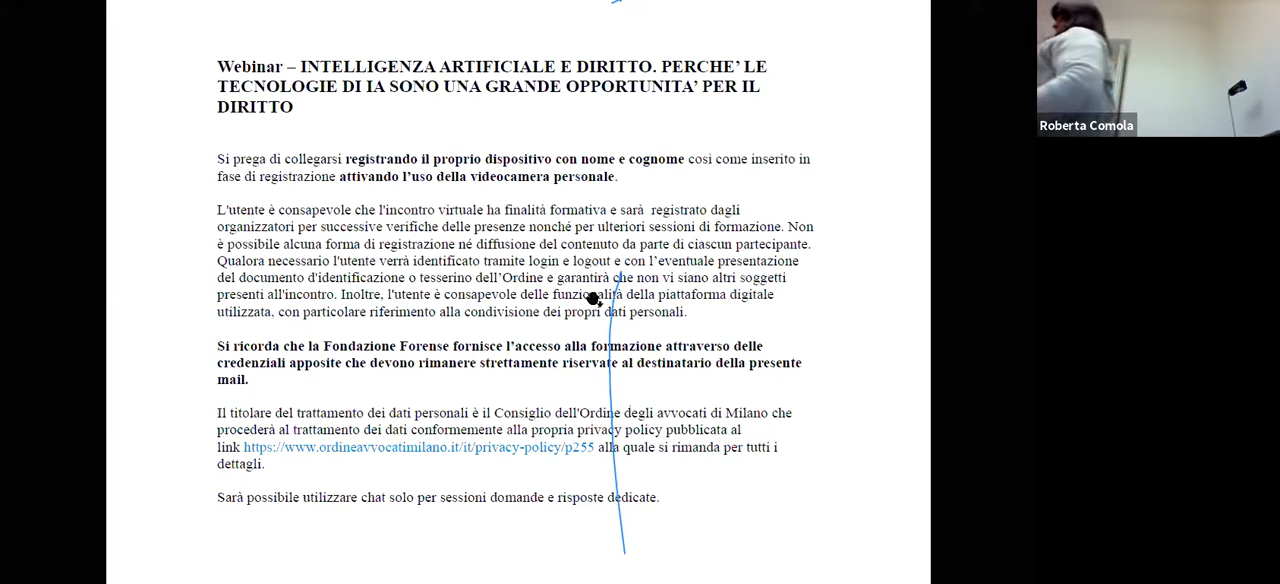 Webinar – INTELLIGENZA ARTIFICIALE E DIRITTO. PERCHE’ LE
TECNOLOGIE DI IA SONO UNA GRANDE OPPORTUNITA’ PER IL
DIRITTO
Si prega di collegarsi registrando il proprio dispositivo con nome e cognome così come inserito in
fase di registrazione attivando l’uso della videocamera personale.
L'utente è consapevole che l'incontro virtuale ha finalità formativa e sarà registrato dagli
organizzatori per successive verifiche delle presenze nonché per ulteriori sessioni di formazione. Non
è possibile alcuna forma di registrazione né diffusione del contenuto da parte di ciascun partecipante.
Qualora necessario l'utente verrà identificato tramite login e logout e con l’eventuale presentazione
del documento d'identificazione o tesserino dell’Ordine e garantirà che non vi siano altri soggetti
presenti all'incontro. Inoltre, l'utente è consapevole delle funzionalità della piattaforma digitale
utilizzata, con particolare riferimento alla condivisione dei propri dati personali.
Si ricorda che la Fondazione Forense fornisce l’accesso alla formazione attraverso delle
credenziali apposite che devono rimanere strettamente riservate al destinatario della presente
mail.
Il titolare del trattamento dei dati personali è il Consiglio dell'Ordine degli avvocati di Milano che
procederà al trattamento dei dati conformemente alla propria privacy policy pubblicata al
link https://www.ordineavvocatimilano.it/it/privacy-policy/p255 alla quale si rimanda per tutti i
dettagli.
Sarà possibile utilizzare chat solo per sessioni domande e risposte dedicate.
Roberta Comola